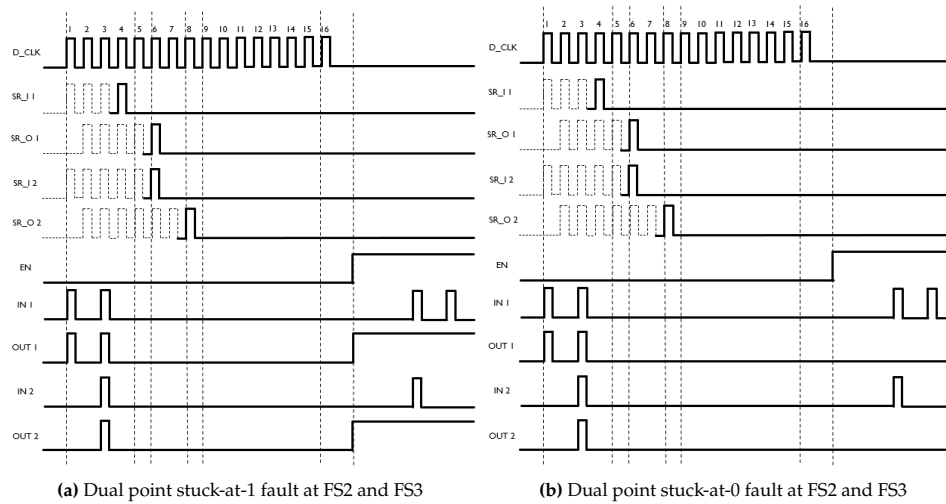 1 2 3 4 5 6 7 8 9 10 11 12 13 14 15 16
D_CLK
SR_I 1
SR_O 1
SR_I 2
SR_O 2
EN
IN 1
OUT 1
IN 2
OUT 2
(a) Dual point stuck-at-1 fault at FS2 and FS3
1 2 3 4 5 6 7 8 9 10 11 12 13 14 15 16
D_CLK
SR_I 1
SR_O 1
SR_I 2
SR_O 2
EN
IN 1
OUT 1
IN 2
OUT 2
(b) Dual point stuck-at-0 fault at FS2 and FS3